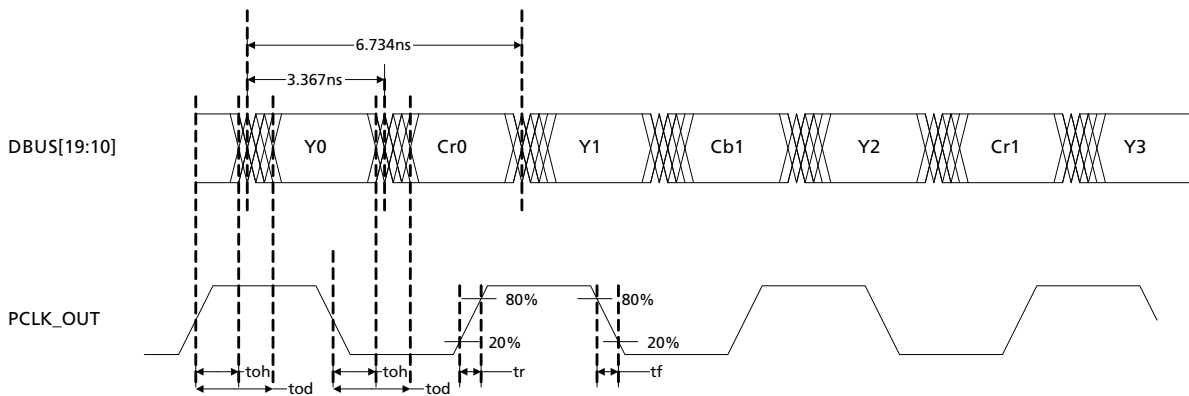 6.734ns
3.367ns
DBUS[19:10] Y0 Cr0 Y1 Cb1 Y2 Cr1 Y3
80% 80%
PCLK_OUT
20% 20%
toh toh tr tf
tod tod